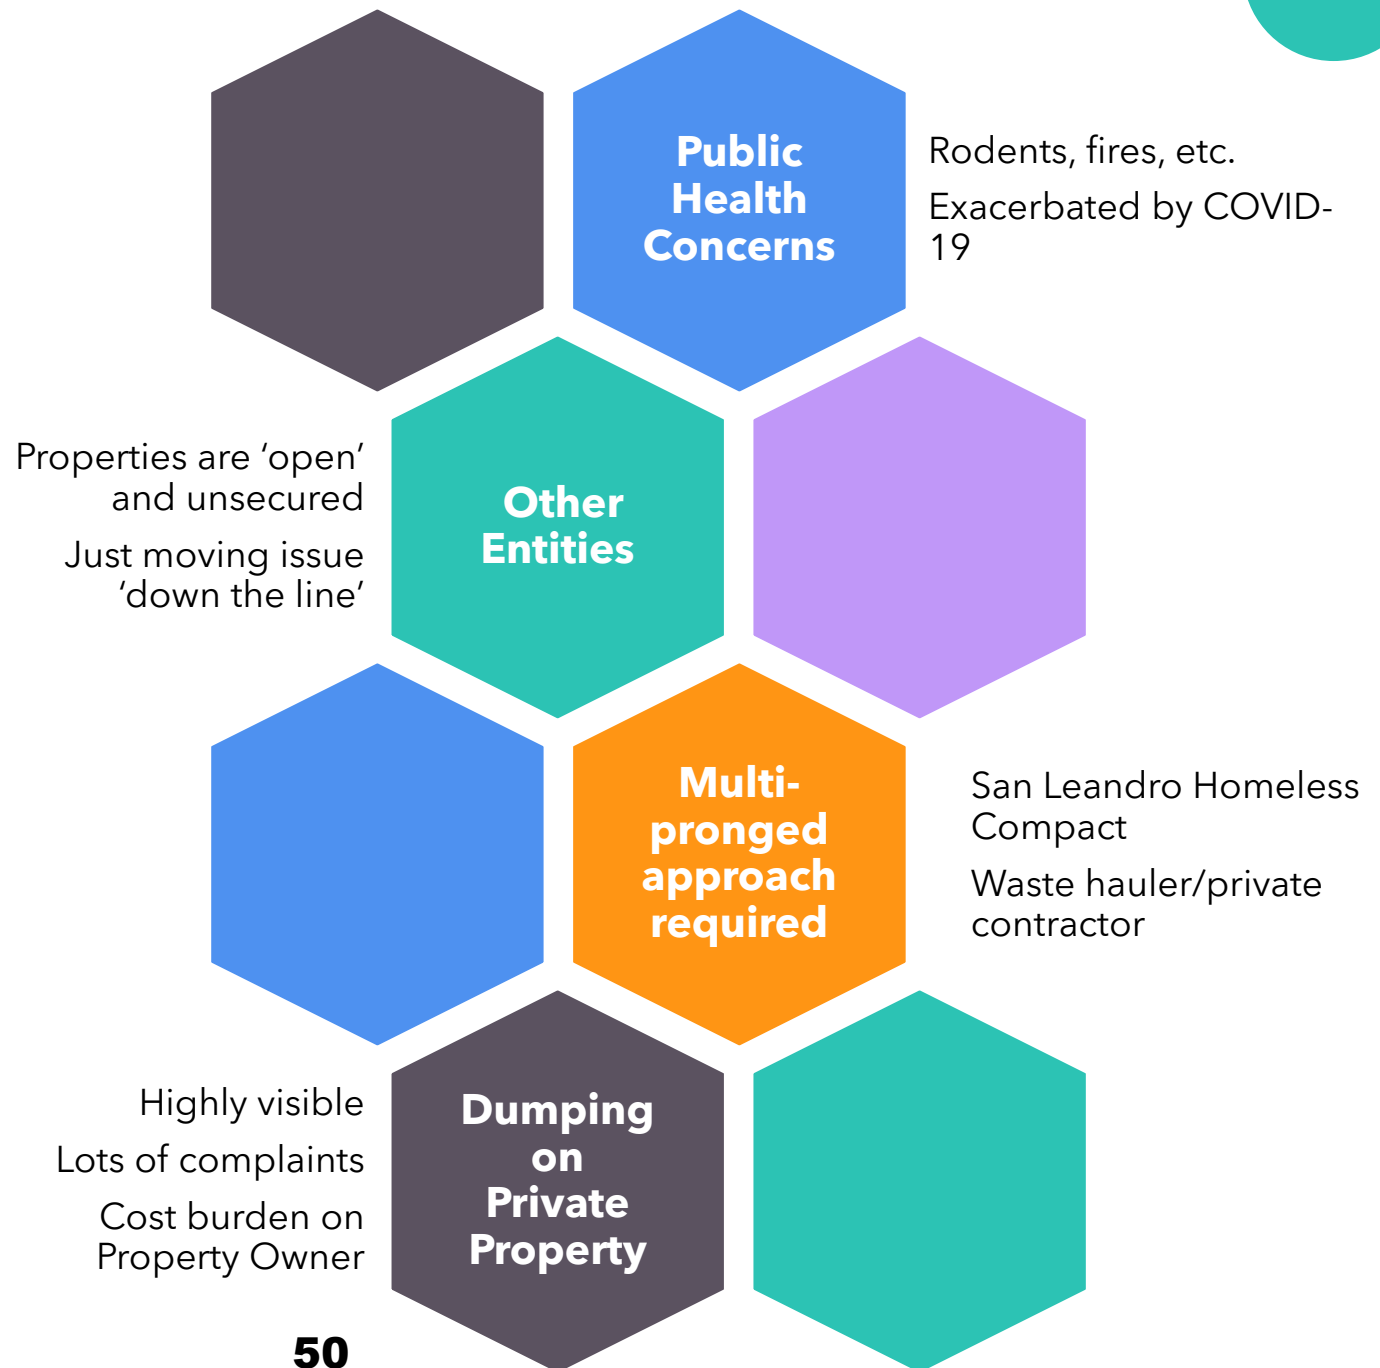 Public
Health
Concerns
Rodents, fires, etc.
Exacerbated by COVID-
19
Properties are ‘open’
and unsecured
Just moving issue
‘down the line’
Other
Entities
Multi-
pronged
approach
required
San Leandro Homeless
Compact
Waste hauler/private
contractor
Highly visible
Lots of complaints
Cost burden on
Property Owner
Dumping
on
Private
Property
50